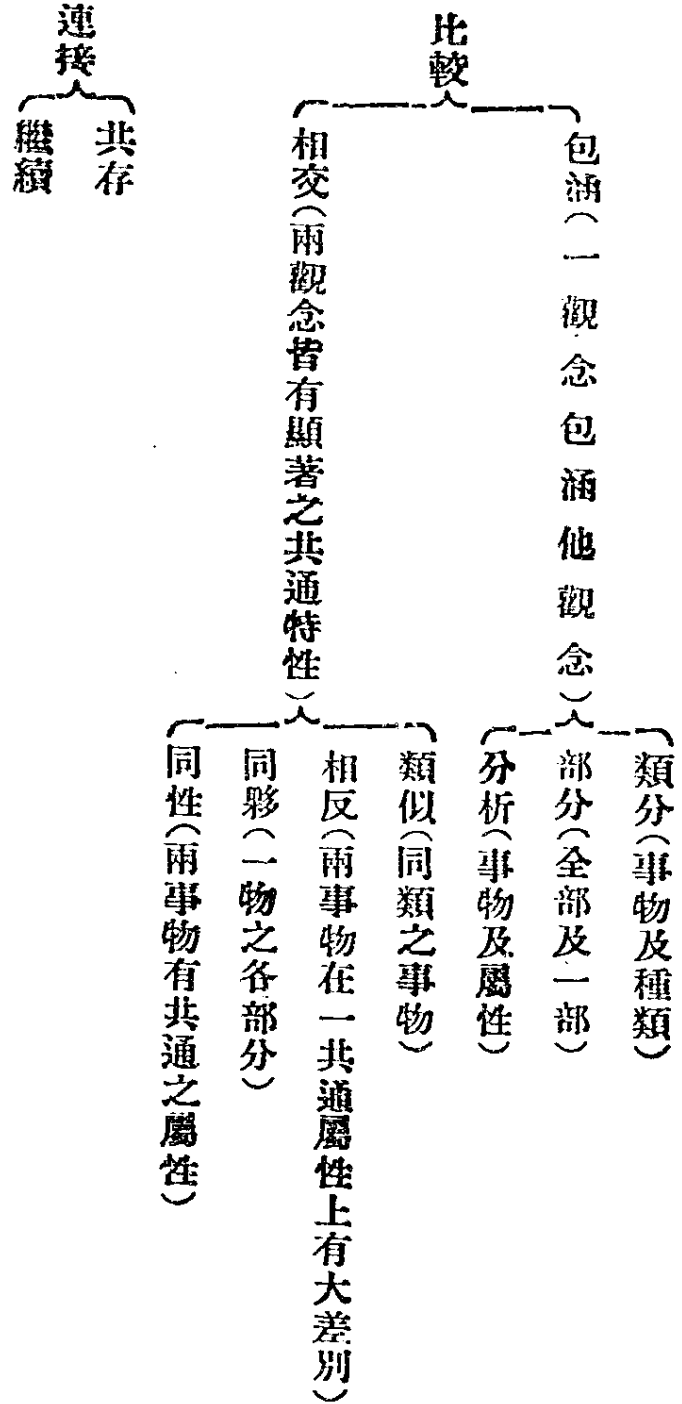 比較
包涵（一觀念包涵他觀念）
類分（事物及種類）
部分（全部及一部）
分析（事物及屬性）
相交（兩觀念皆有顯著之共通特性）
類似（同類之事物）
相反（兩事物在一共通屬性上有大差別）
同夥（一物之各部分）
同性（兩事物有共通之屬性）
連接
共存
繼續